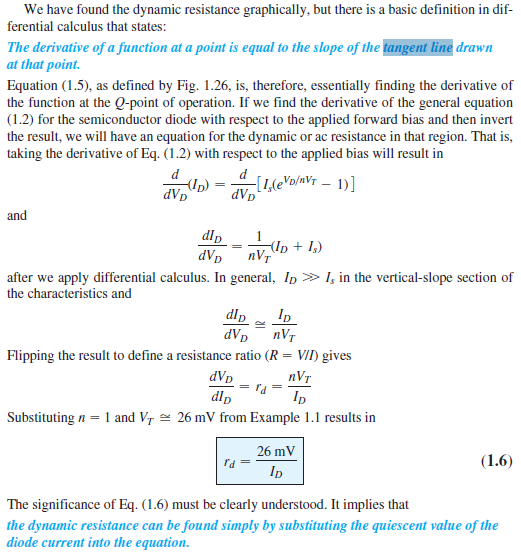 We have found the dynamic resistance graphically, but there is a basic definition in dif-
ferential calculus that states:
The derivative of a function at a point is equal to the slope of the tangent line drawn
at that point.
Equation (1.5), as defined by Fig. 1.26, is, therefore, essentially finding the derivative of
the function at the Q-point of operation. If we find the derivative of the general equation
(1.2) for the semiconductor diode with respect to the applied forward bias and then invert
the result, we will have an equation for the dynamic or ac resistance in that region. That is,
taking the derivative of Eq. (1.2) with respect to the applied bias will result in
d/dV_D (I_D) = d/dV_D [I_s(e^{V_D/nV_T} − 1)]
and
dI_D/dV_D = 1/nV_T (I_D + I_s)
after we apply differential calculus. In general, I_D >> I_s in the vertical-slope section of
the characteristics and
dI_D/dV_D ≅ I_D/nV_T
Flipping the result to define a resistance ratio (R = V/I) gives
dV_D/dI_D = r_d = nV_T/I_D
Substituting n = 1 and V_T ≅ 26 mV from Example 1.1 results in
r_d = 26 mV/I_D (1.6)
The significance of Eq. (1.6) must be clearly understood. It implies that
the dynamic resistance can be found simply by substituting the quiescent value of the
diode current into the equation.